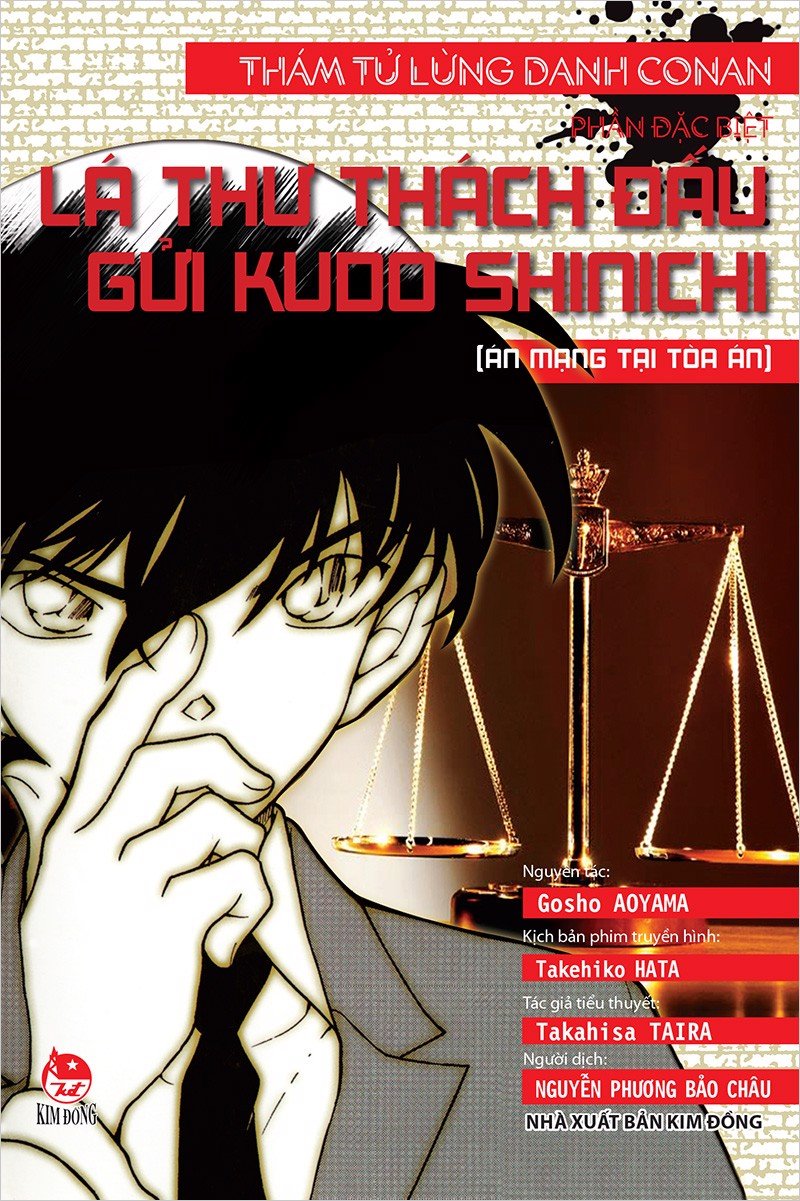 THÁM TỬ LỪNG DANH CONAN
PHẦN ĐẶC BIỆT
LÁ THƯ THÁCH ĐẤU
GỬI KUDO SHINICHI
(ÁN MẠNG TẠI TÒA ÁN)
Nguyên tác:
Gosho AOYAMA
Kịch bản phim truyền hình:
Takehiko HATA
Tác giả tiểu thuyết:
Takahisa TAIRA
Người dịch:
NGUYỄN PHƯƠNG BẢO CHÂU
NHÀ XUẤT BẢN KIM ĐỒNG
Kđ
KIM ĐỒNG